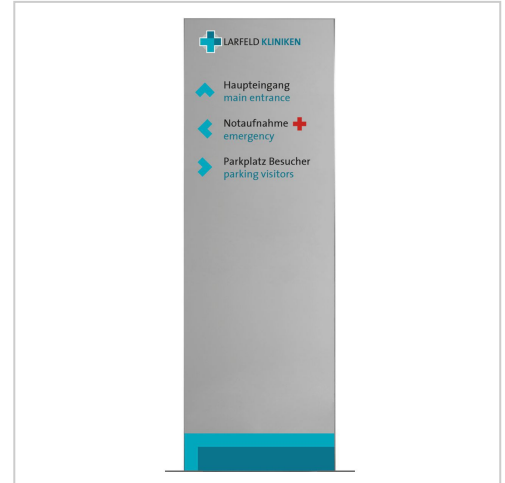 LARFELD KLINIKEN
Haupteingang
main entrance
Notaufnahme
emergency
Parkplatz Besucher
parking visitors